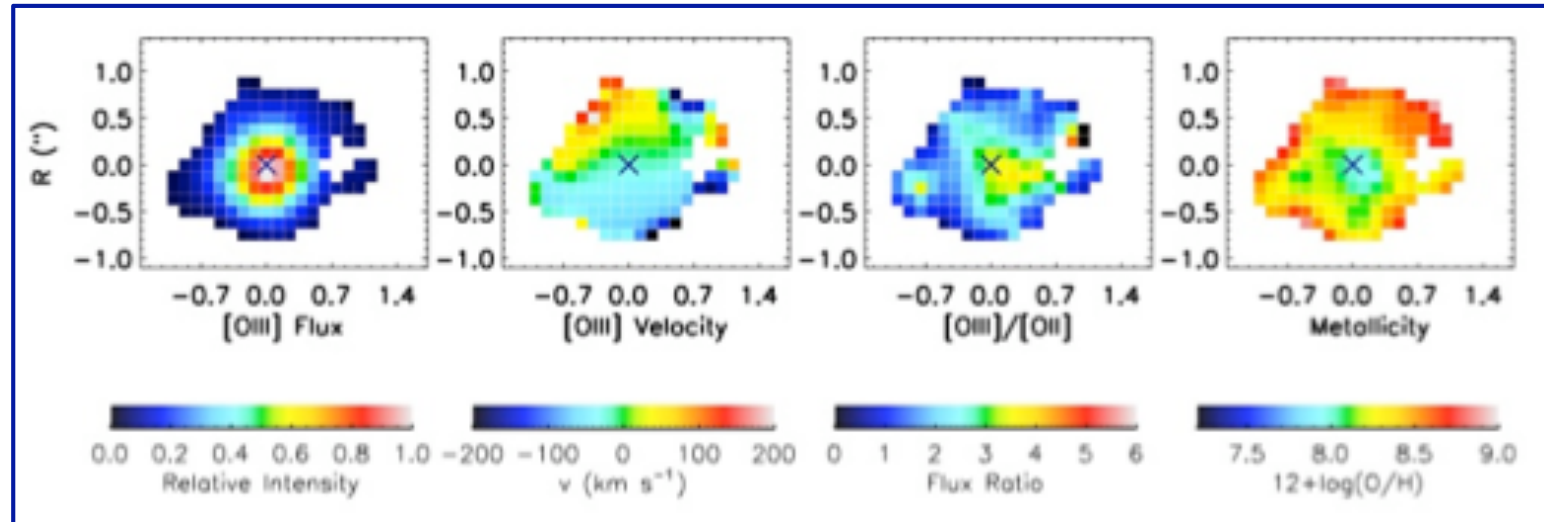 R (")
1.0
0.5
0.0
−0.5
−1.0
−0.7 0.0 0.7 1.4
[OIII] Flux
1.0
0.5
0.0
−0.5
−1.0
−0.7 0.0 0.7 1.4
[OIII] Velocity
1.0
0.5
0.0
−0.5
−1.0
−0.7 0.0 0.7 1.4
[OIII]/[OII]
1.0
0.5
0.0
−0.5
−1.0
−0.7 0.0 0.7 1.4
Metallicity
0.0 0.2 0.4 0.6 0.8 1.0
Relative Intensity
−200 −100 0 100 200
v (km s⁻¹)
0 1 2 3 4 5 6
Flux Ratio
7.5 8.0 8.5 9.0
12+log(O/H)